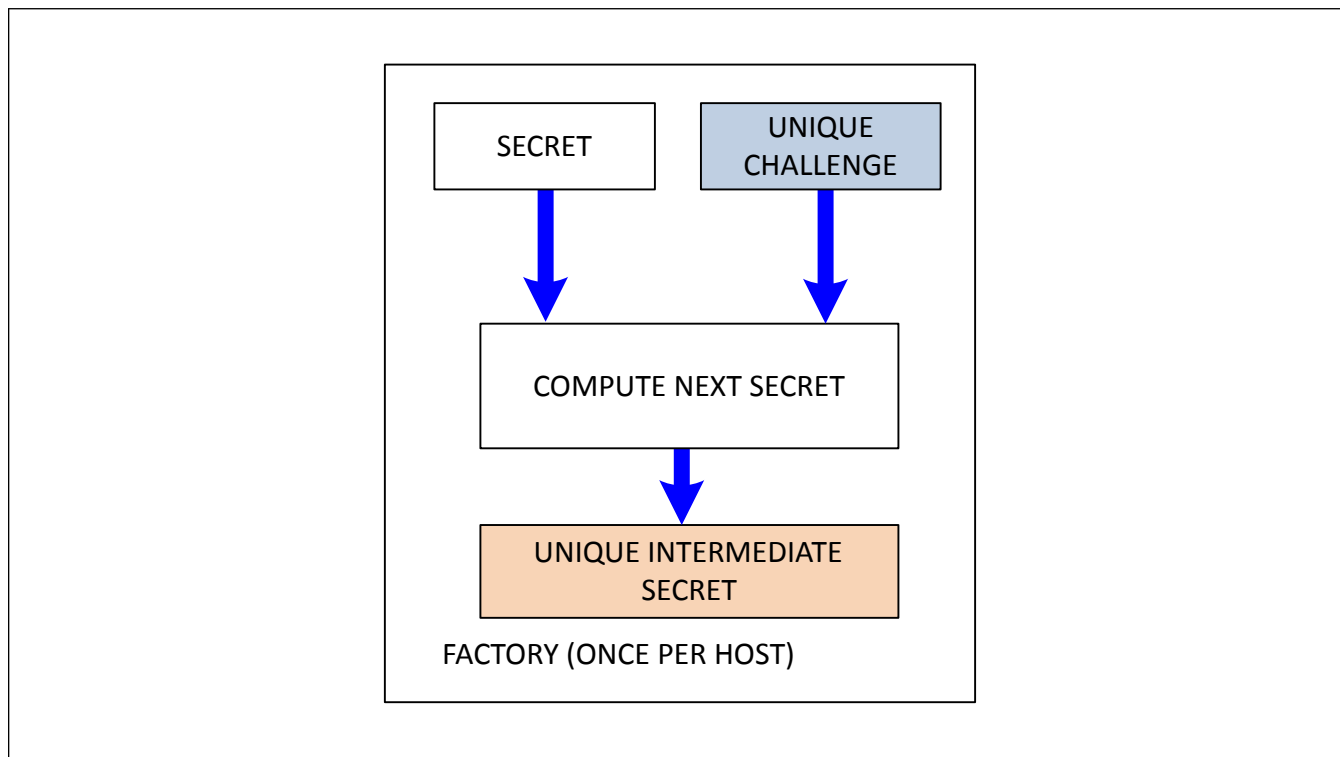 SECRET
UNIQUE
CHALLENGE
COMPUTE NEXT SECRET
UNIQUE INTERMEDIATE
SECRET
FACTORY (ONCE PER HOST)